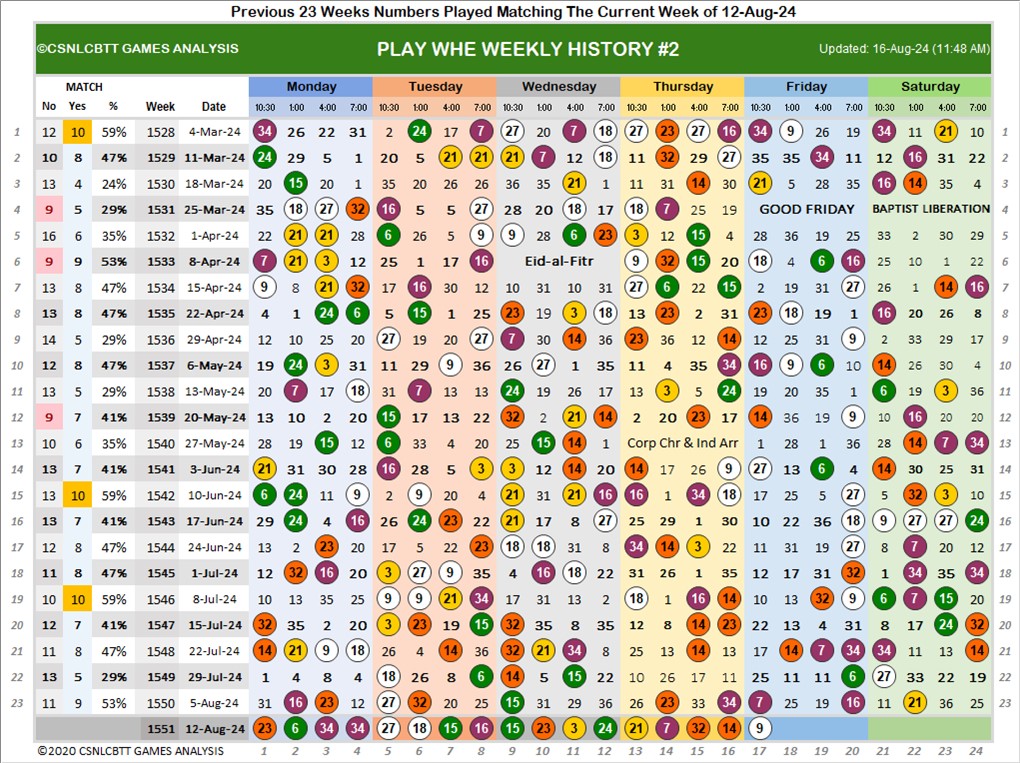 Previous 23 Weeks Numbers Played Matching The Current Week of 12-Aug-24
©CSNLCBTT GAMES ANALYSIS PLAY WHE WEEKLY HISTORY #2 Updated: 16-Aug-24 (11:48 AM)
MATCH Monday Tuesday Wednesday Thursday Friday Saturday
No Yes % Week Date 10:30 1:00 4:00 7:00 10:30 1:00 4:00 7:00 10:30 1:00 4:00 7:00 10:30 1:00 4:00 7:00 10:30 1:00 4:00 7:00 10:30 1:00 4:00 7:00
1 12 10 59% 1528 4-Mar-24 34 26 22 31 2 24 17 7 27 20 7 18 27 23 27 16 34 9 26 19 34 11 21 10 1
2 10 8 47% 1529 11-Mar-24 24 29 5 1 20 5 21 21 21 7 12 18 11 32 29 27 35 35 34 11 12 16 31 22 2
3 13 4 24% 1530 18-Mar-24 20 15 20 1 35 20 26 26 36 35 21 1 11 31 14 30 21 5 28 35 16 14 35 4 3
4 9 5 29% 1531 25-Mar-24 35 18 27 32 16 5 5 27 28 20 18 17 18 7 25 19 GOOD FRIDAY BAPTIST LIBERATION 4
5 16 6 35% 1532 1-Apr-24 22 21 21 28 6 26 5 9 9 28 6 23 3 12 15 4 28 36 19 25 33 2 30 29 5
6 9 9 53% 1533 8-Apr-24 7 21 3 12 25 1 17 16 Eid-al-Fitr 9 32 15 20 18 4 6 16 25 10 1 22 6
7 13 8 47% 1534 15-Apr-24 9 8 21 32 17 16 30 12 10 31 10 31 27 6 22 15 2 19 31 27 26 1 14 16 7
8 13 8 47% 1535 22-Apr-24 4 1 24 6 5 15 1 25 23 19 3 18 13 23 2 31 23 18 19 1 16 20 26 8 8
9 14 5 29% 1536 29-Apr-24 12 10 25 20 27 19 20 27 7 30 14 36 23 36 12 14 12 25 31 9 2 33 29 17 9
10 12 8 47% 1537 6-May-24 19 24 3 31 11 29 9 36 26 27 1 35 11 4 35 34 16 9 6 10 14 26 30 4 10
11 13 5 29% 1538 13-May-24 20 7 11 18 31 7 13 13 24 19 26 17 13 3 5 24 19 20 35 1 6 19 3 36 11
12 9 7 41% 1539 20-May-24 13 10 2 20 15 17 13 22 32 2 21 14 2 20 23 17 14 36 19 9 10 16 20 20 12
13 10 6 35% 1540 27-May-24 28 19 15 12 6 33 4 20 25 15 14 1 Corp Chr & Ind Arr 1 28 1 36 28 14 7 34 13
14 13 7 41% 1541 3-Jun-24 21 31 30 28 16 28 5 3 3 12 14 20 14 17 26 9 27 13 6 4 14 30 25 31 14
15 13 10 59% 1542 10-Jun-24 6 24 11 9 2 9 20 4 21 31 21 16 16 1 34 18 17 25 5 27 5 32 3 10 15
16 13 7 41% 1543 17-Jun-24 29 24 4 16 26 24 23 22 21 17 8 27 25 29 1 30 10 22 36 18 9 27 27 24 16
17 12 8 47% 1544 24-Jun-24 13 2 23 20 17 5 22 23 18 18 31 8 34 14 3 22 11 31 19 27 8 7 20 12 17
18 11 8 47% 1545 1-Jul-24 12 32 16 20 3 27 9 35 4 16 18 22 31 26 1 35 12 17 31 32 1 34 35 34 18
19 10 10 59% 1546 8-Jul-24 10 13 35 25 9 9 21 34 17 31 13 2 18 1 16 14 10 13 32 9 6 7 15 20 19
20 12 7 41% 1547 15-Jul-24 32 35 2 20 3 23 19 15 32 35 8 35 12 8 14 23 22 13 4 31 8 17 24 32 20
21 11 8 47% 1548 22-Jul-24 14 21 9 18 26 4 14 36 32 21 34 8 25 13 14 13 17 14 7 34 34 11 13 14 21
22 13 5 29% 1549 29-Jul-24 1 4 8 4 18 26 8 6 14 5 15 22 10 26 17 11 25 11 11 6 27 33 22 19 22
23 11 9 53% 1550 5-Aug-24 31 16 23 12 27 32 20 25 15 31 29 31 26 23 33 34 7 25 19 16 11 21 36 25 23
1551 12-Aug-24 23 6 34 34 27 18 15 16 15 23 3 24 21 7 32 14 9
©2020 CSNLCBTT GAMES ANALYSIS 1 2 3 4 5 6 7 8 9 10 11 12 13 14 15 16 17 18 19 20 21 22 23 24